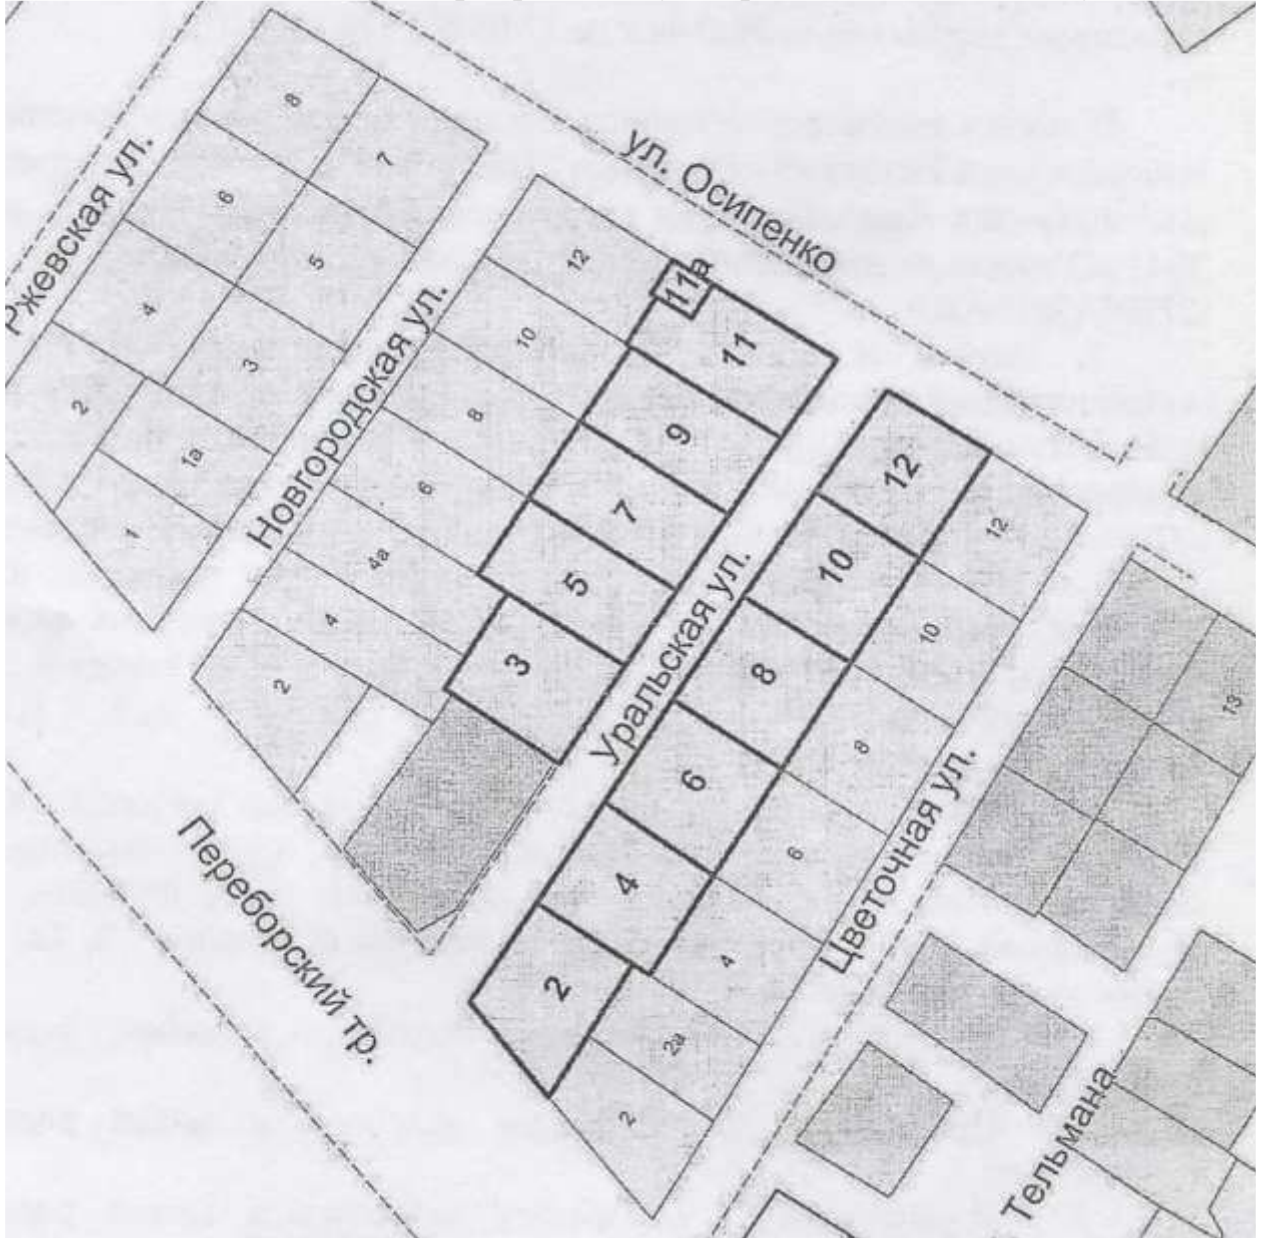 Ржевская ул.
8
7
6
5
4
3
2
1а
1
Новгородская ул.
ул. Осипенко
12
10
8
6
4а
4
2
11а
11
9
7
5
3
Уральская ул.
12
10
8
6
4
2
12
10
8
6
4
2а
2
Цветочная ул.
13
Переборский тр.
Тельмана